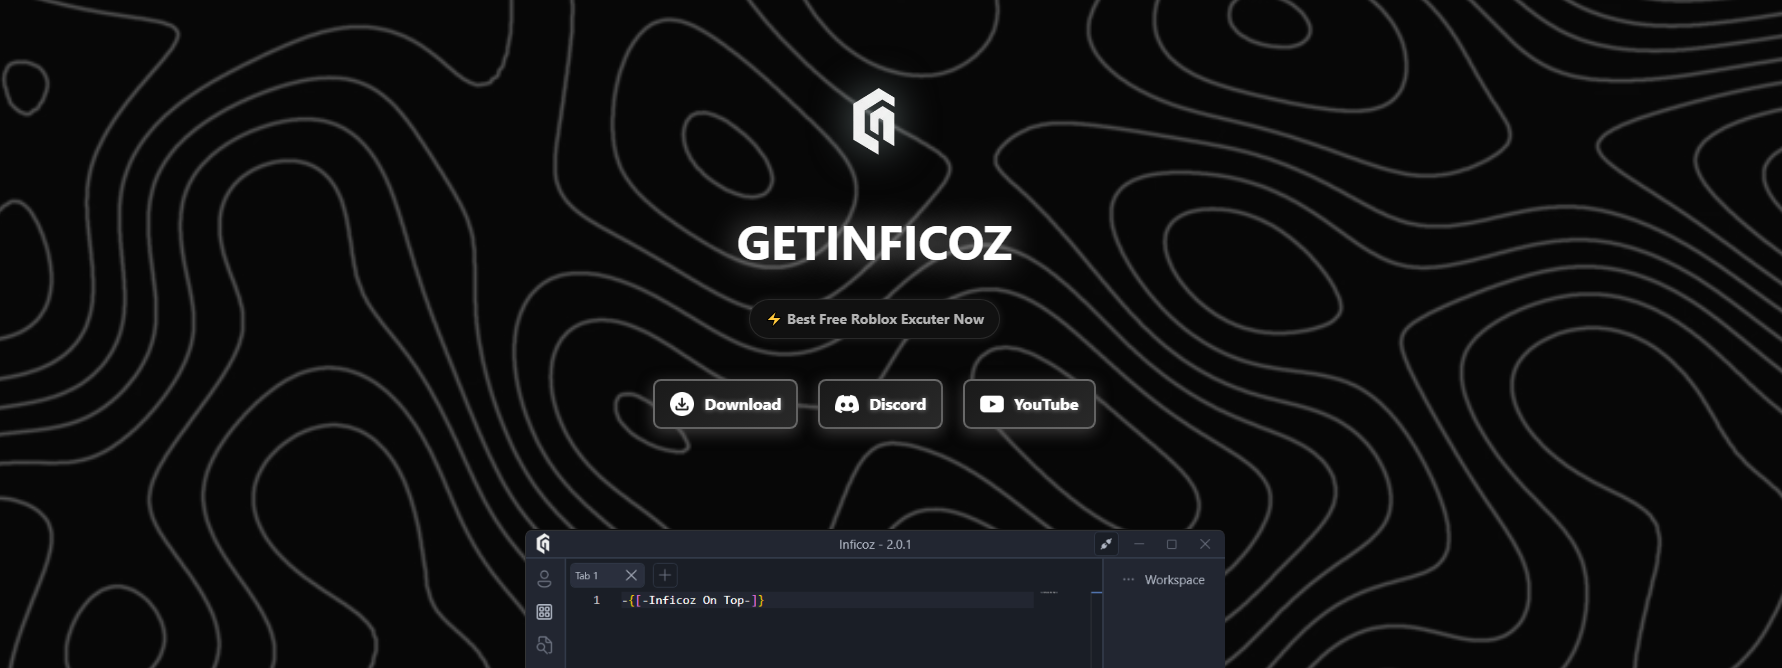 GETINFICOZ
⚡ Best Free Roblox Excuter Now
Download
Discord
YouTube
Inficoz - 2.0.1
Tab 1
Workspace
1 -{[-Inficoz On Top-]}